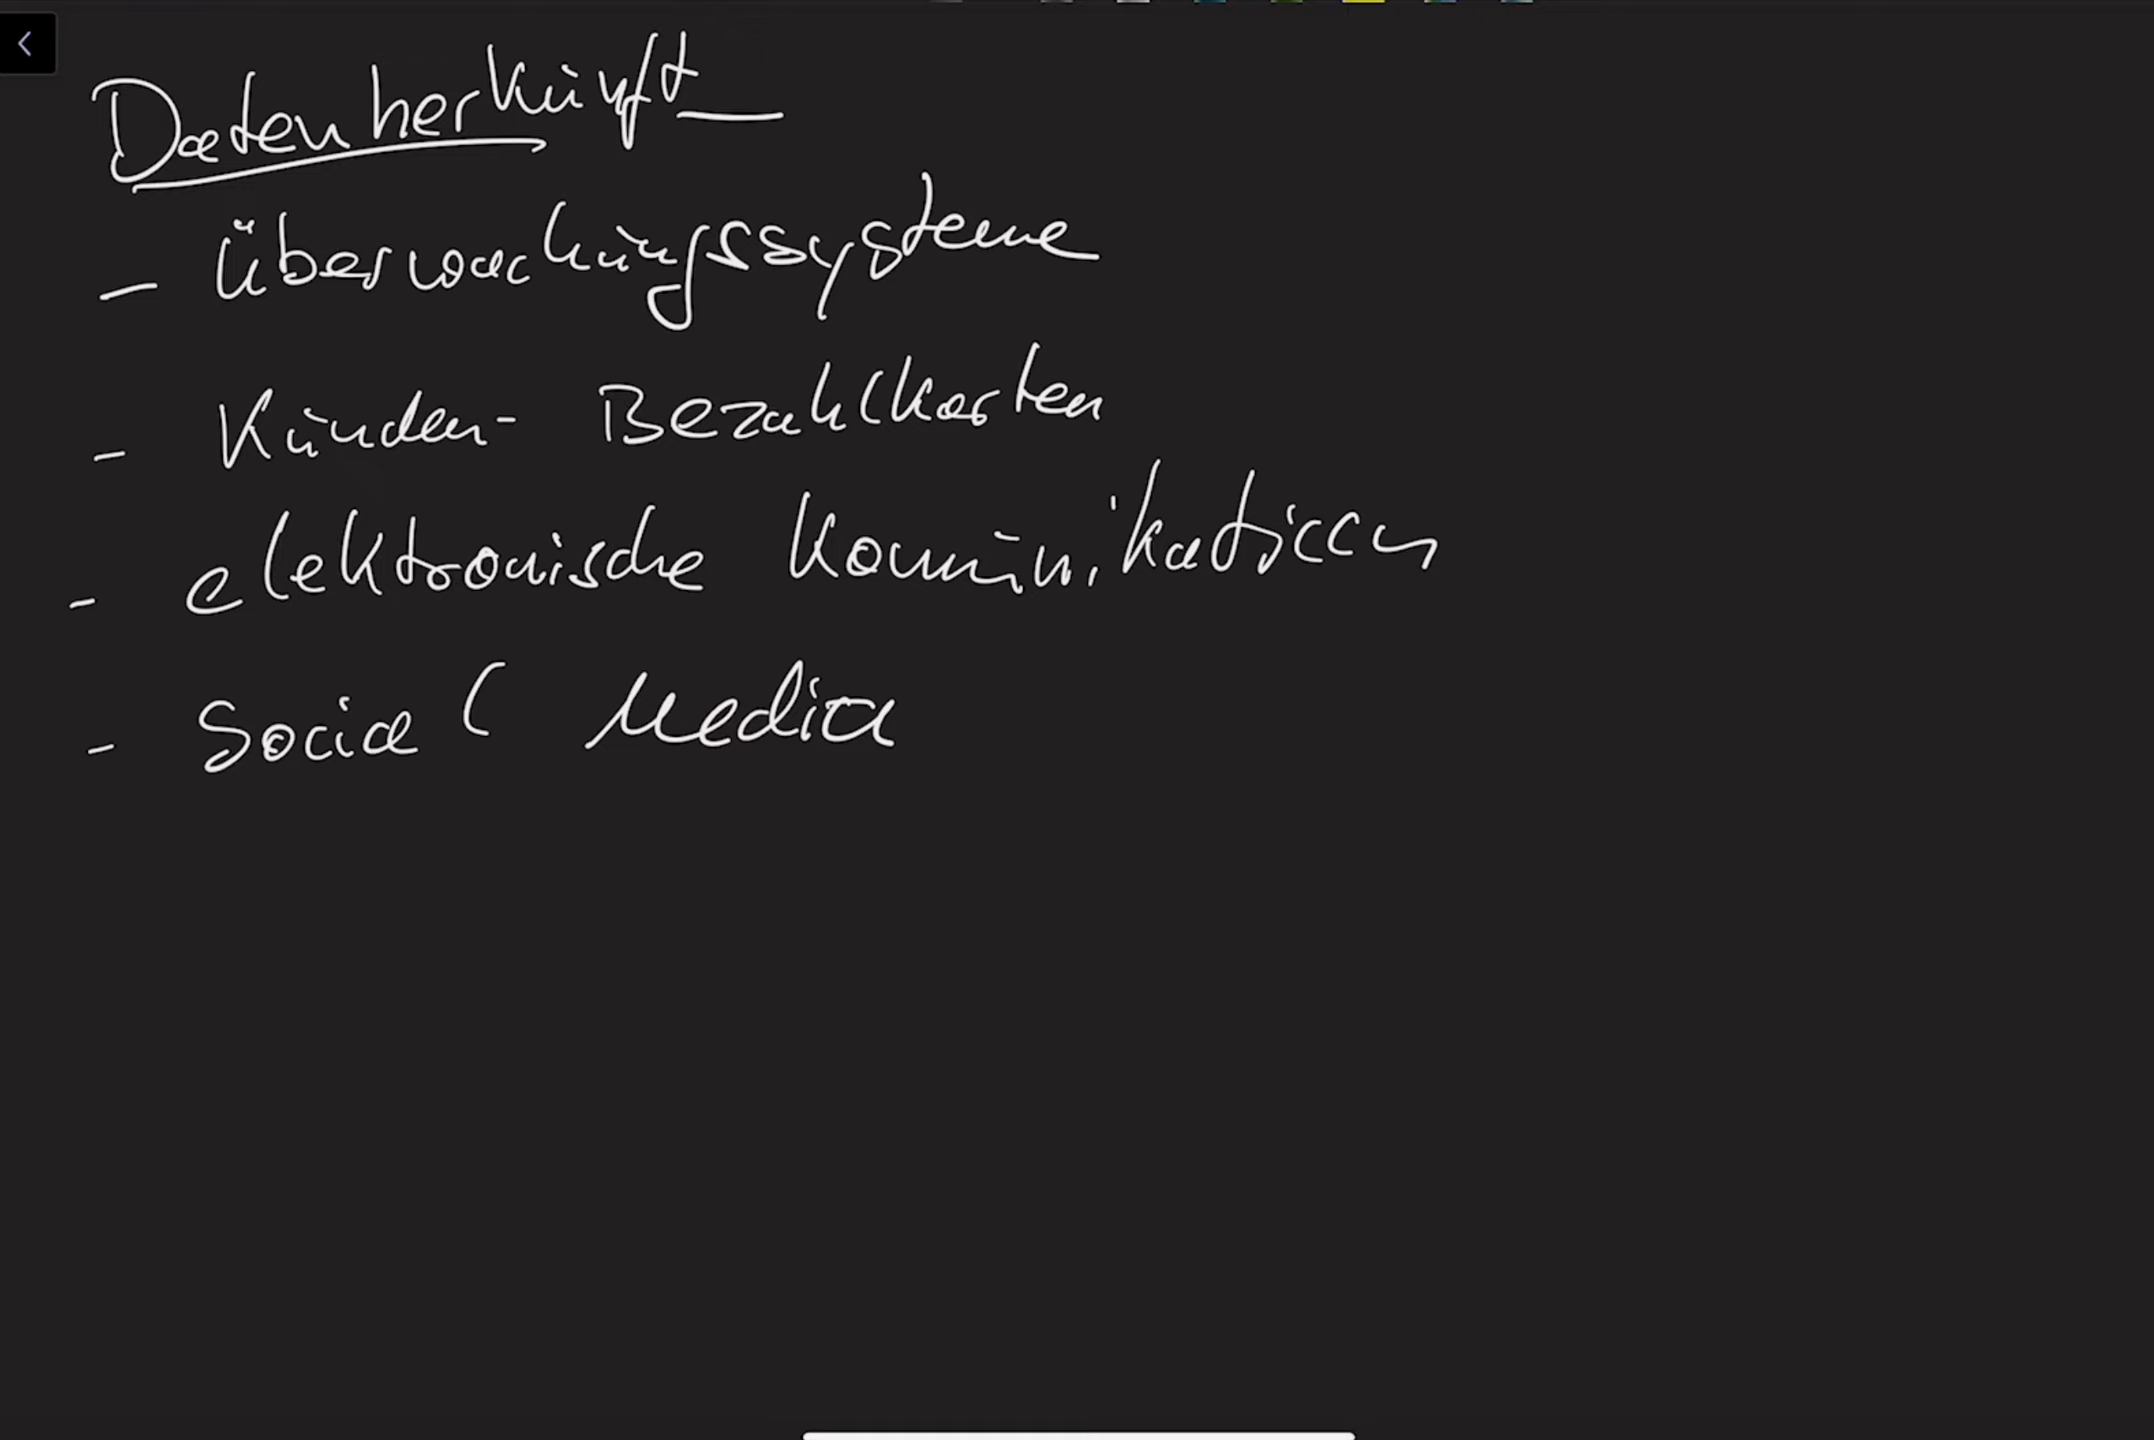 Datenherkunft
- Überwachungssysteme
- Kunden- Bezahlkarten
- elektronische Kommunikation
- Social Media